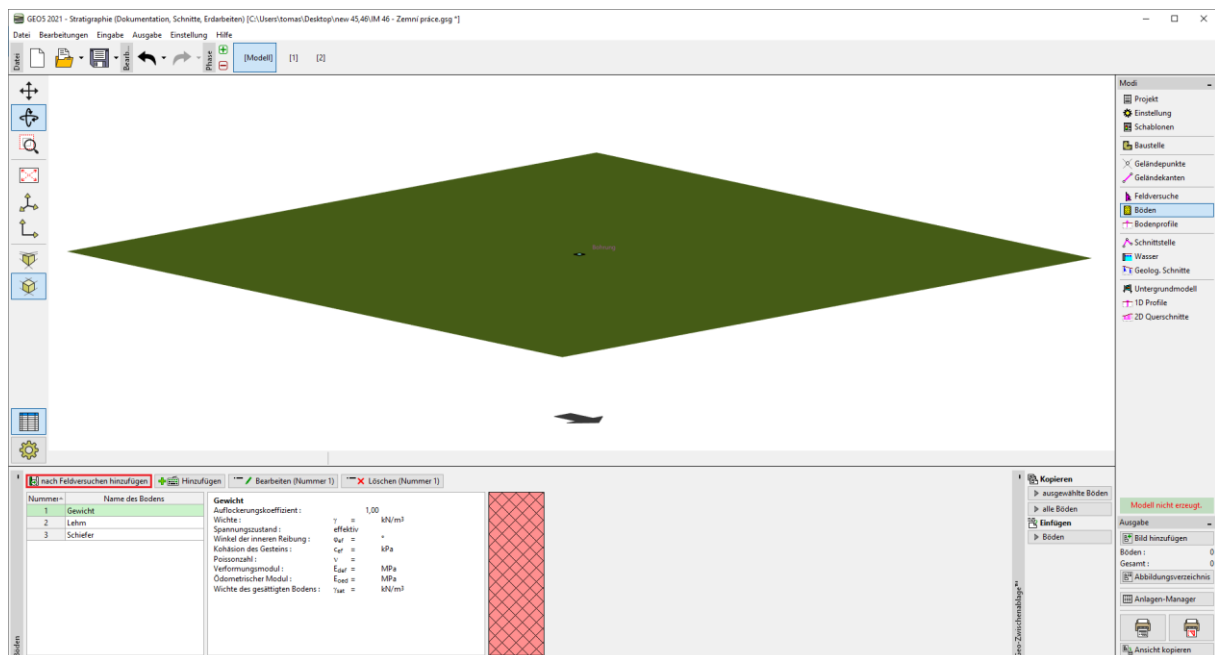 GEO5 2021 - Stratigraphie (Dokumentation, Schnitte, Erdarbeiten) [C:\Users\tomas\Desktop\new 45,46\IM 46 - Zemní práce.gsg *]
Datei Bearbeitungen Eingabe Ausgabe Einstellung Hilfe
Datei
Bearb...
Phase
[Modell] [1] [2]
Bohrung
Modi
Projekt
Einstellung
Schablonen
Baustelle
Geländepunkte
Geländekanten
Feldversuche
Böden
Bodenprofile
Schnittstelle
Wasser
Geolog. Schnitte
Untergrundmodell
1D Profile
2D Querschnitte
Modell nicht erzeugt.
Ausgabe
Bild hinzufügen
Böden : 0
Gesamt : 0
Abbildungsverzeichnis
Anlagen-Manager
Ansicht kopieren
Böden
nach Feldversuchen hinzufügen Hinzufügen Bearbeiten (Nummer 1) Löschen (Nummer 1)
Nummer Name des Bodens
1 Gewicht
2 Lehm
3 Schiefer
Gewicht
Auflockerungskoeffizient : 1,00
Wichte : γ = kN/m³
Spannungszustand : effektiv
Winkel der inneren Reibung : φef = °
Kohäsion des Gesteins : cef = kPa
Poissonzahl : ν =
Verformungsmodul : Edef = MPa
Ödometrischer Modul : Eoed = MPa
Wichte des gesättigten Bodens : γsat = kN/m³
Geo-Zwischenablage™
Kopieren
ausgewählte Böden
alle Böden
Einfügen
Böden